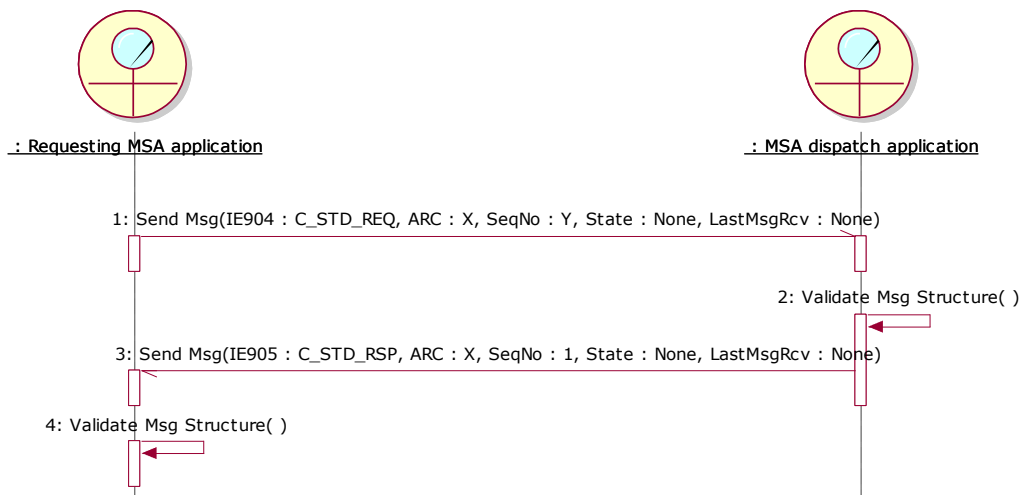 : Requesting MSA application
: MSA dispatch application
1: Send Msg(IE904 : C_STD_REQ, ARC : X, SeqNo : Y, State : None, LastMsgRcv : None)
2: Validate Msg Structure( )
3: Send Msg(IE905 : C_STD_RSP, ARC : X, SeqNo : 1, State : None, LastMsgRcv : None)
4: Validate Msg Structure( )